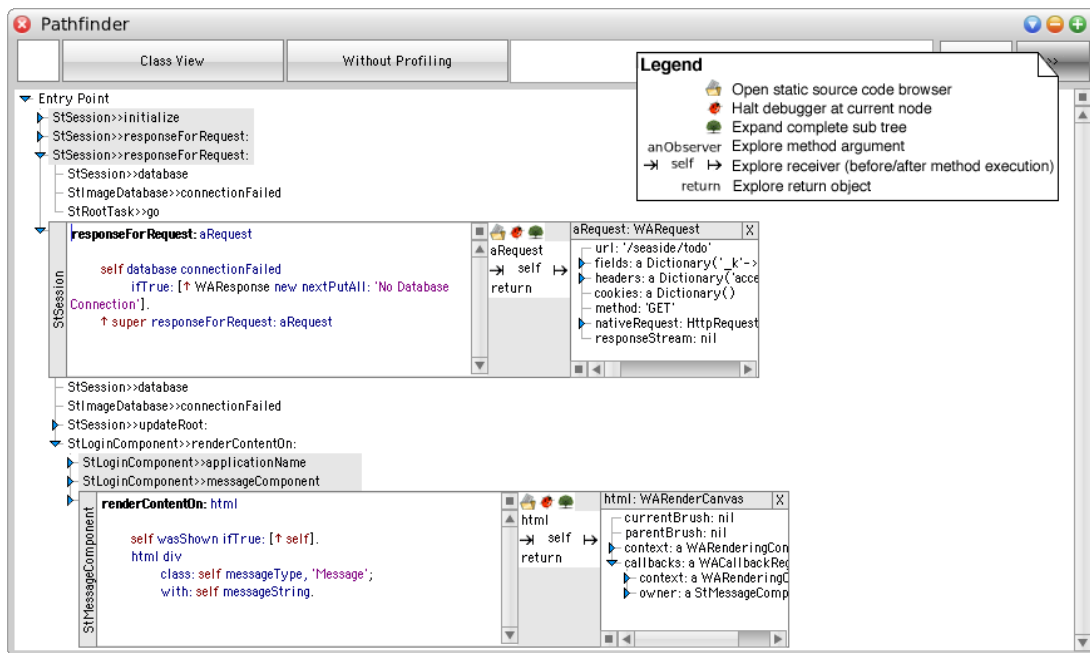 Pathfinder
Class View
Without Profiling
>>
Legend
Open static source code browser
Halt debugger at current node
Expand complete sub tree
anObserver Explore method argument
self Explore receiver (before/after method execution)
return Explore return object
Entry Point
StSession>>initialize
StSession>>responseForRequest:
StSession>>responseForRequest:
StSession>>database
StImageDatabase>>connectionFailed
StRootTask>>go
StSession
responseForRequest: aRequest
self database connectionFailed
ifTrue: [↑ WAResponse new nextPutAll: 'No Database
Connection'].
↑ super responseForRequest: aRequest
aRequest
self
return
aRequest: WARequest X
url: '/seaside/todo'
fields: a Dictionary('_k'->
headers: a Dictionary('acce
cookies: a Dictionary()
method: 'GET'
nativeRequest: HttpRequest
responseStream: nil
StSession>>database
StImageDatabase>>connectionFailed
StSession>>updateRoot:
StLoginComponent>>renderContentOn:
StLoginComponent>>applicationName
StLoginComponent>>messageComponent
StMessageComponent
renderContentOn: html
self wasShown ifTrue: [↑ self].
html div
class: self messageType, 'Message';
with: self messageString.
html
self
return
html: WARenderCanvas X
currentBrush: nil
parentBrush: nil
context: a WARenderingCon
callbacks: a WACallbackReg
context: a WARenderingC
owner: a StMessageComp